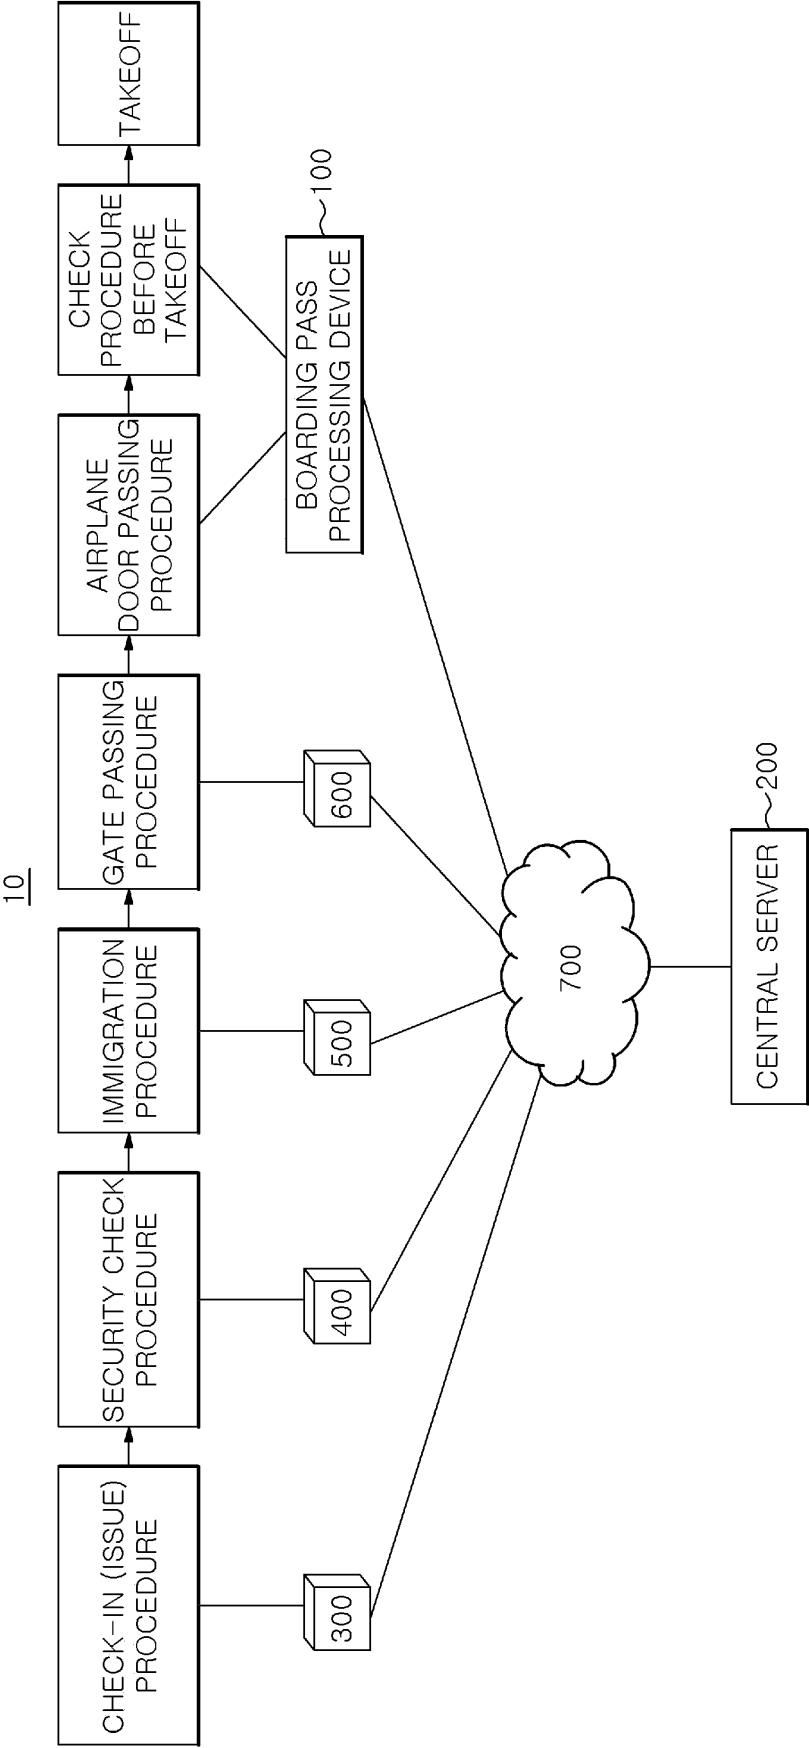 10
CHECK-IN (ISSUE)
PROCEDURE
SECURITY CHECK
PROCEDURE
IMMIGRATION
PROCEDURE
GATE PASSING
PROCEDURE
AIRPLANE
DOOR PASSING
PROCEDURE
CHECK
PROCEDURE
BEFORE
TAKEOFF
TAKEOFF
300
400
500
600
BOARDING PASS
PROCESSING DEVICE
100
700
CENTRAL SERVER
200